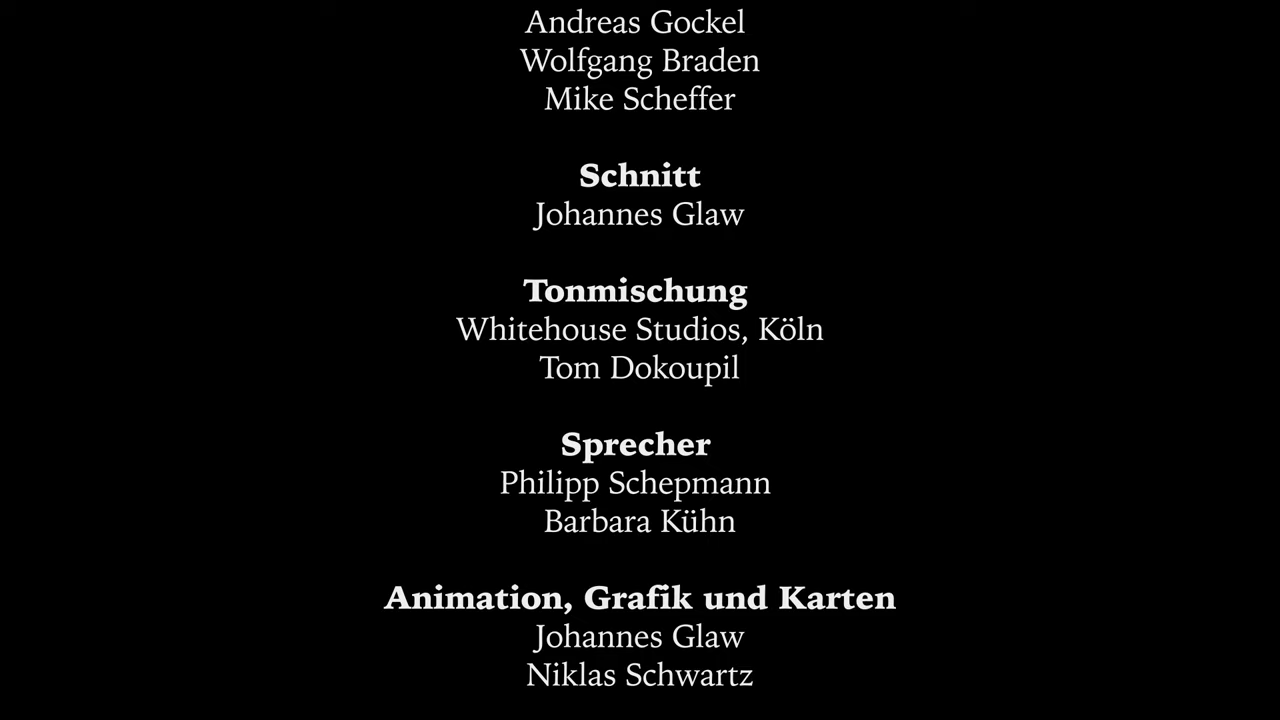 Andreas Gockel
Wolfgang Braden
Mike Scheffer
Schnitt
Johannes Glaw
Tonmischung
Whitehouse Studios, Köln
Tom Dokoupil
Sprecher
Philipp Schepmann
Barbara Kühn
Animation, Grafik und Karten
Johannes Glaw
Niklas Schwartz